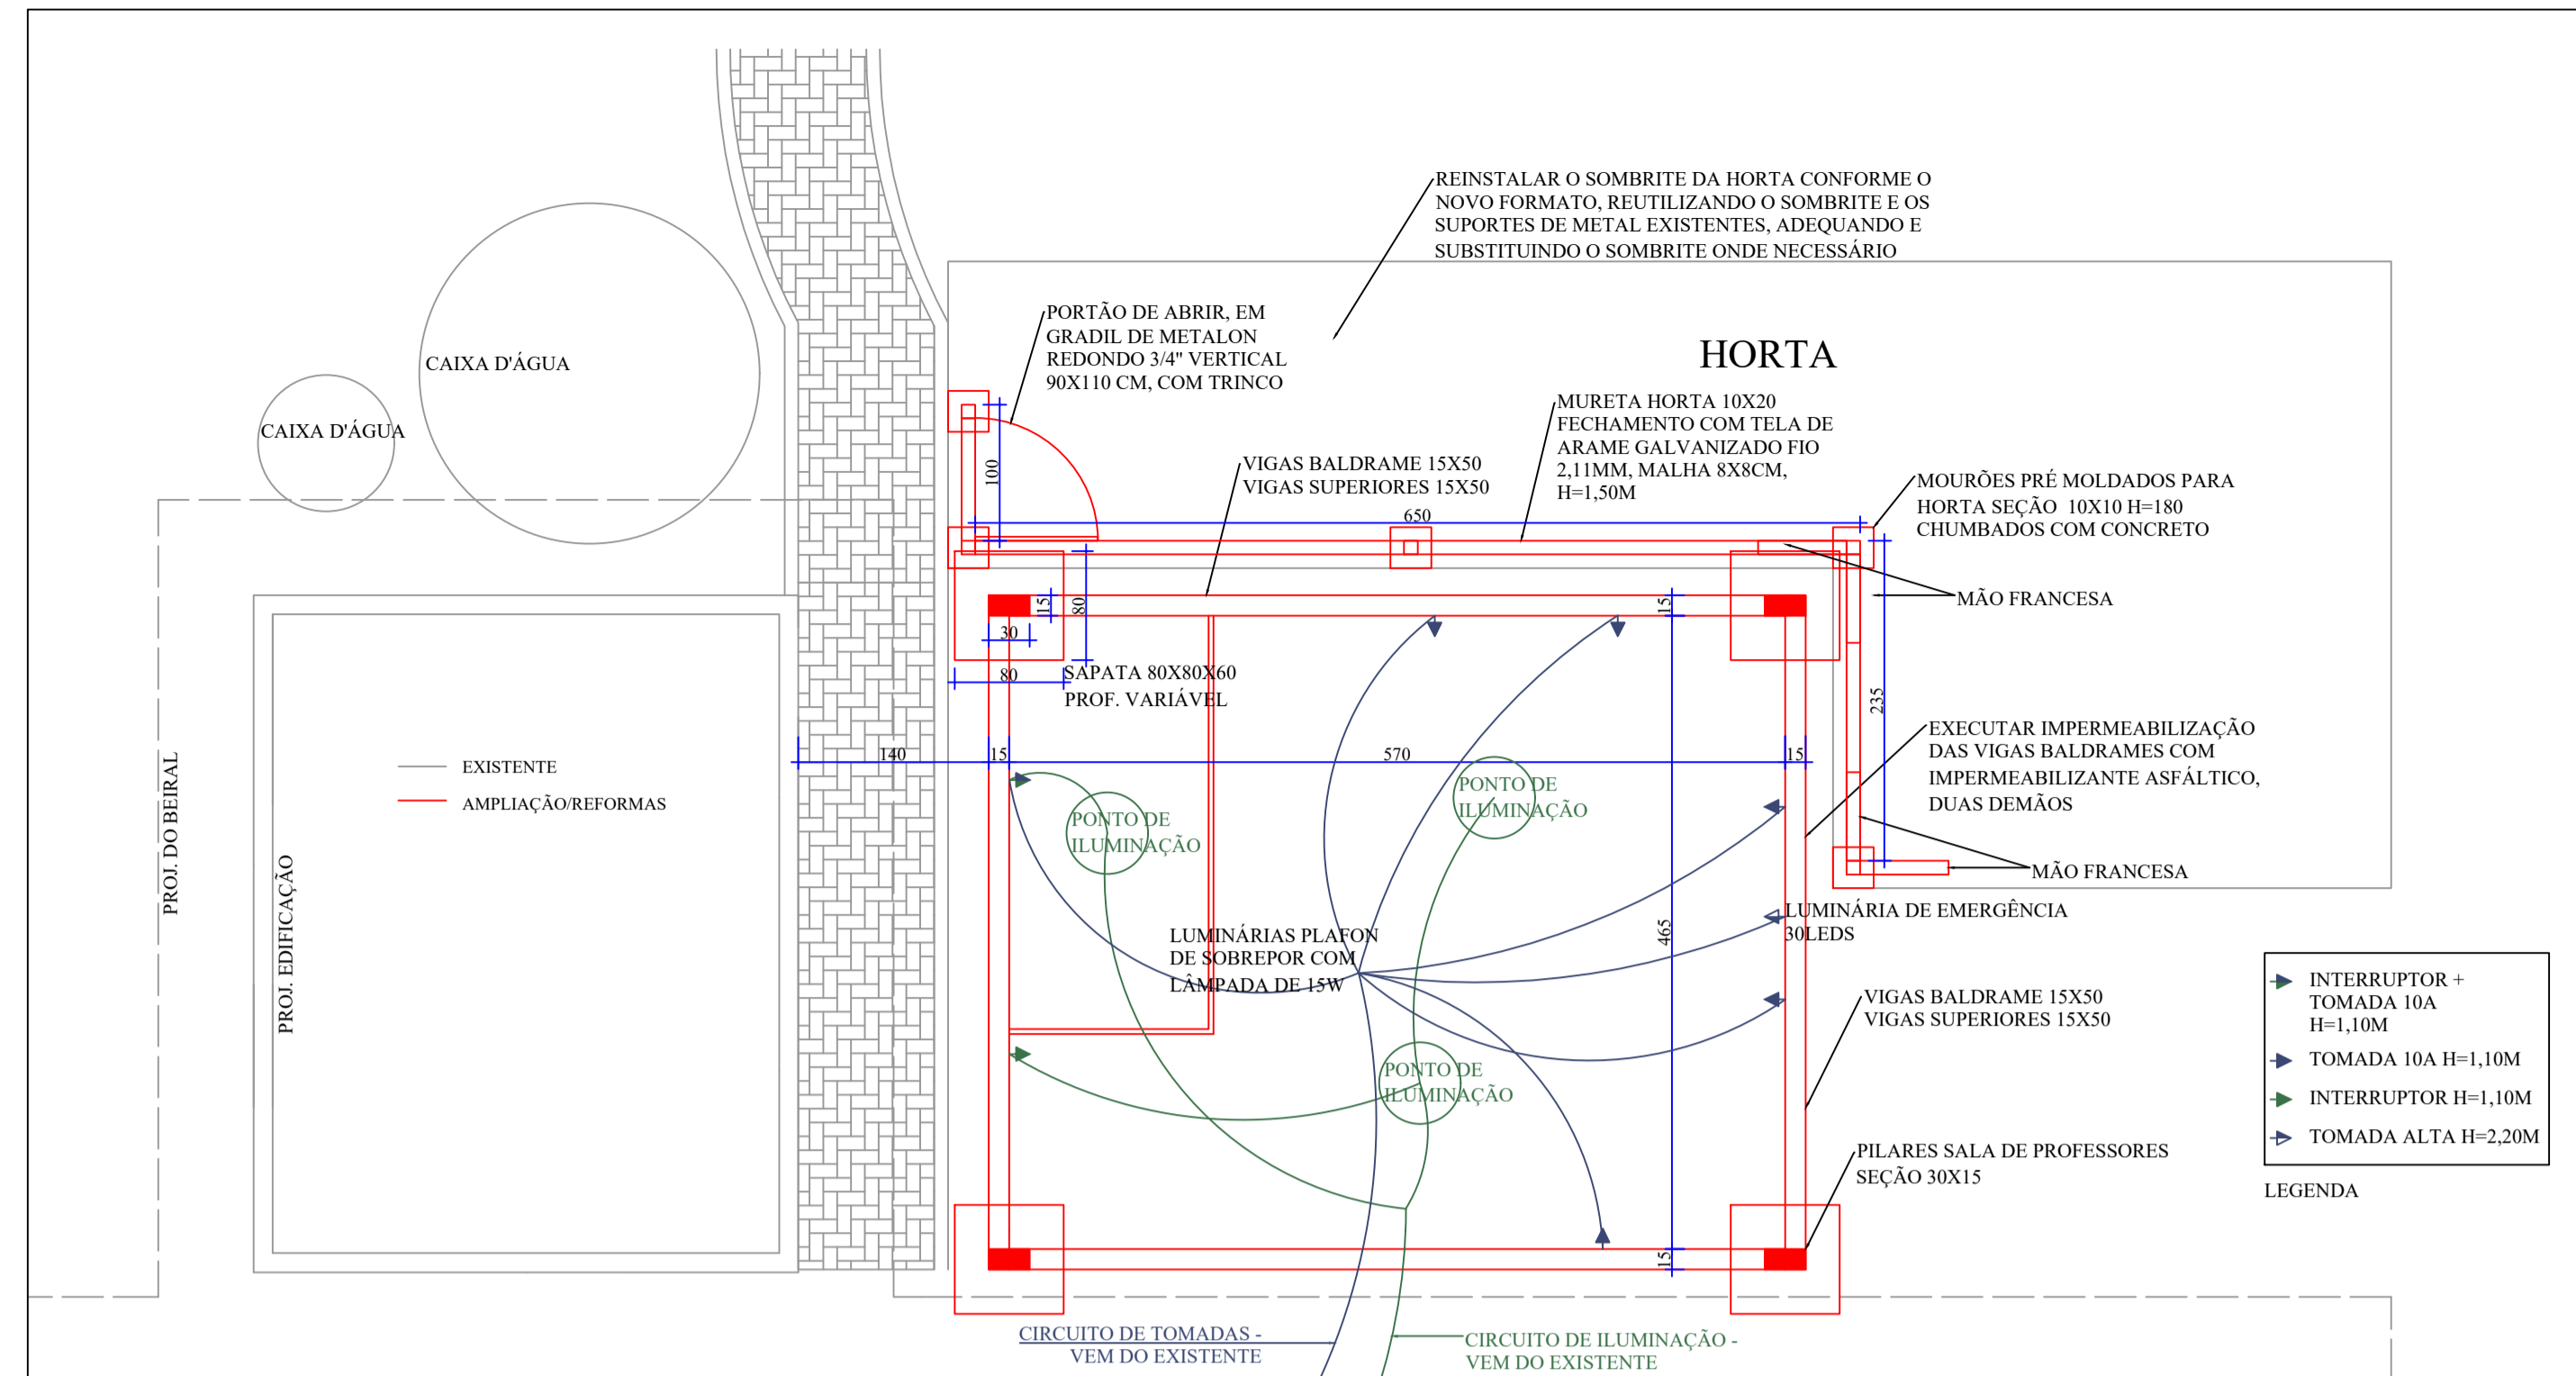 REINSTALAR O SOMBRITE DA HORTA CONFORME O
NOVO FORMATO, REUTILIZANDO O SOMBRITE E OS
SUPORTES DE METAL EXISTENTES, ADEQUANDO E
SUBSTITUINDO O SOMBRITE ONDE NECESSÁRIO
PORTÃO DE ABRIR, EM
GRADIL DE METALON
REDONDO 3/4" VERTICAL
90X110 CM, COM TRINCO
HORTA
CAIXA D'ÁGUA
CAIXA D'ÁGUA
MURETA HORTA 10X20
FECHAMENTO COM TELA DE
ARAME GALVANIZADO FIO
2,11MM, MALHA 8X8CM,
H=1,50M
VIGAS BALDRAME 15X50
VIGAS SUPERIORES 15X50
MOURÕES PRÉ MOLDADOS PARA
HORTA SEÇÃO 10X10 H=180
CHUMBADOS COM CONCRETO
100
650
MÃO FRANCESA
15
80
15
30
80
SAPATA 80X80X60
PROF. VARIÁVEL
235
EXECUTAR IMPERMEABILIZAÇÃO
DAS VIGAS BALDRAMES COM
IMPERMEABILIZANTE ASFÁLTICO,
DUAS DEMÃOS
140
15
570
15
EXISTENTE
AMPLIAÇÃO/REFORMAS
PROJ. DO BEIRAL
PROJ. EDIFICAÇÃO
PONTO DE
ILUMINAÇÃO
PONTO DE
ILUMINAÇÃO
MÃO FRANCESA
LUMINÁRIA DE EMERGÊNCIA
30LEDS
465
LUMINÁRIAS PLAFON
DE SOBREPOR COM
LÂMPADA DE 15W
VIGAS BALDRAME 15X50
VIGAS SUPERIORES 15X50
PONTO DE
ILUMINAÇÃO
INTERRUPTOR +
TOMADA 10A
H=1,10M
TOMADA 10A H=1,10M
INTERRUPTOR H=1,10M
TOMADA ALTA H=2,20M
LEGENDA
PILARES SALA DE PROFESSORES
SEÇÃO 30X15
15
CIRCUITO DE TOMADAS -
VEM DO EXISTENTE
CIRCUITO DE ILUMINAÇÃO -
VEM DO EXISTENTE